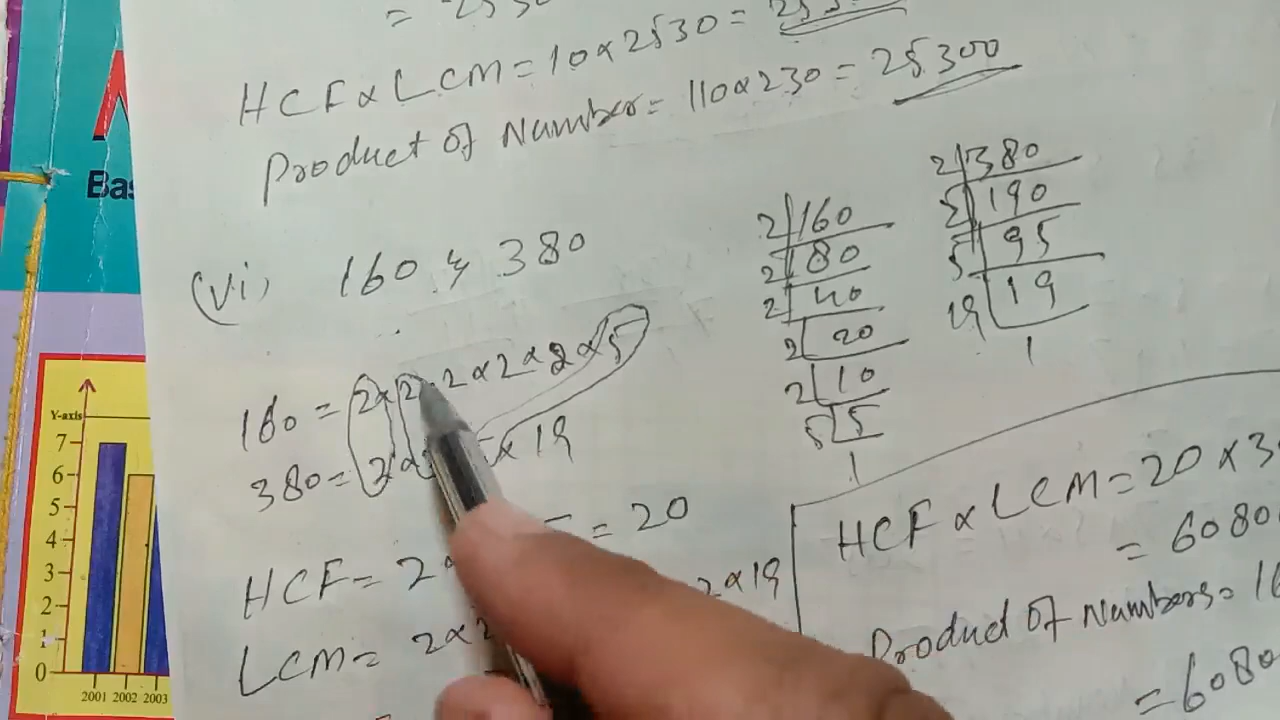 HCF × LCM = 10 × 2530 =
Product of Number = 110 × 230 = 25300
(vi) 160 & 380
160 = 2 × 2 × 2 × 2 × 2 × 5
380 = 2 × 5 × 19
HCF = 2 × = 20
LCM = 2 × 2 2 × 19
2 160
2 80
2 40
2 20
2 10
5 5
1
2 380
190
5 95
19 19
1
HCF × LCM = 20 × 3
= 6080
Product of Numbers = 16
= 6080
Bas
Y-axis
7
6
5
4
3
2
1
0
2001 2002 2003